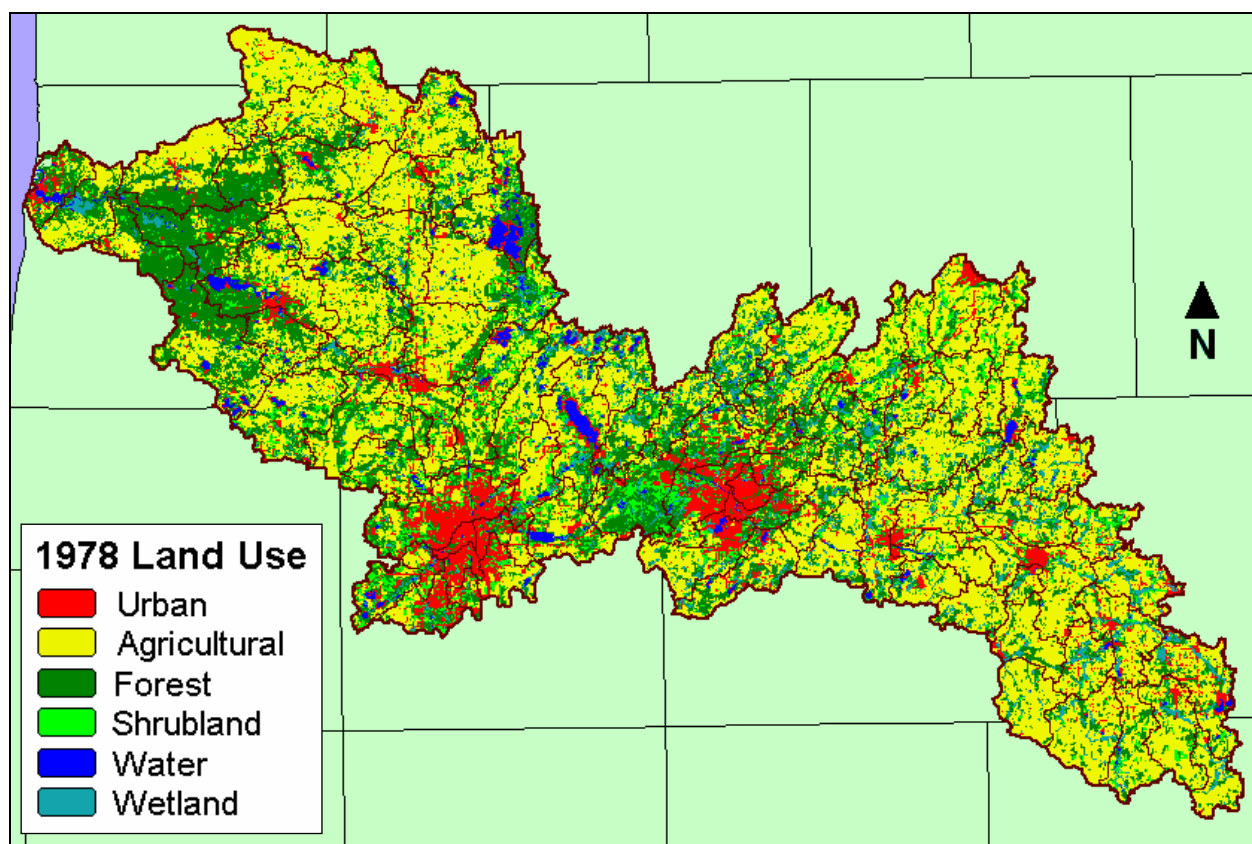 N
1978 Land Use
Urban
Agricultural
Forest
Shrubland
Water
Wetland